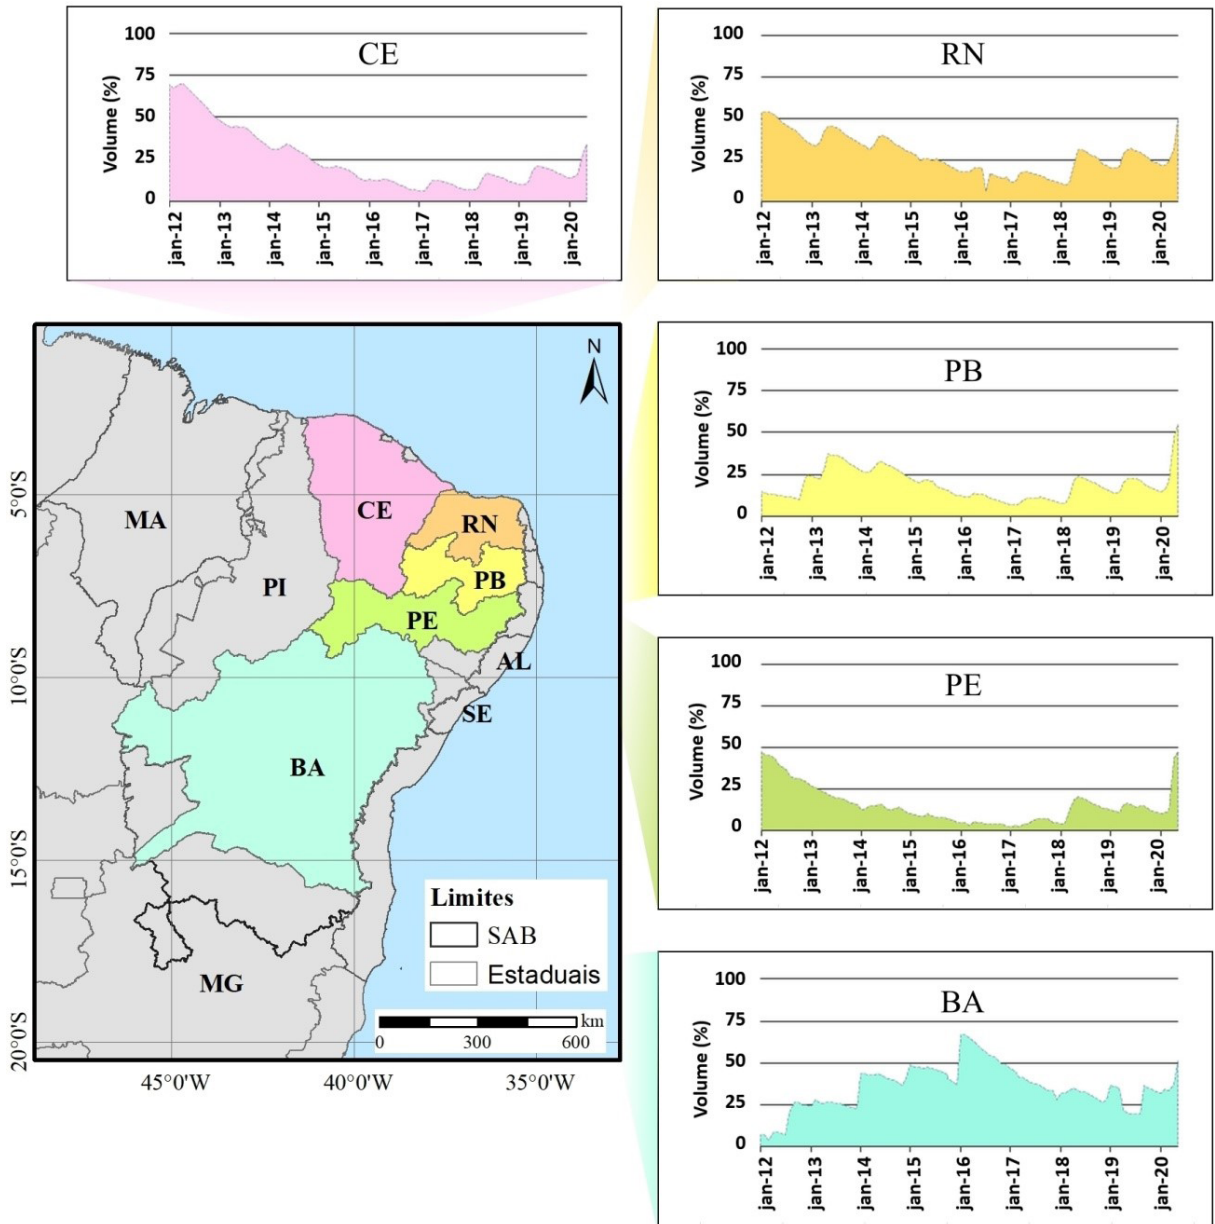 CE
Volume (%)
100
75
50
25
0
jan-12
jan-13
jan-14
jan-15
jan-16
jan-17
jan-18
jan-19
jan-20
RN
Volume (%)
100
75
50
25
0
jan-12
jan-13
jan-14
jan-15
jan-16
jan-17
jan-18
jan-19
jan-20
N
5°0'S
10°0'S
15°0'S
20°0'S
45°0'W
40°0'W
35°0'W
MA
PI
CE
RN
PB
PE
AL
SE
BA
MG
Limites
SAB
Estaduais
km
0 300 600
PB
Volume (%)
100
75
50
25
0
jan-12
jan-13
jan-14
jan-15
jan-16
jan-17
jan-18
jan-19
jan-20
PE
Volume (%)
100
75
50
25
0
jan-12
jan-13
jan-14
jan-15
jan-16
jan-17
jan-18
jan-19
jan-20
BA
Volume (%)
100
75
50
25
0
jan-12
jan-13
jan-14
jan-15
jan-16
jan-17
jan-18
jan-19
jan-20